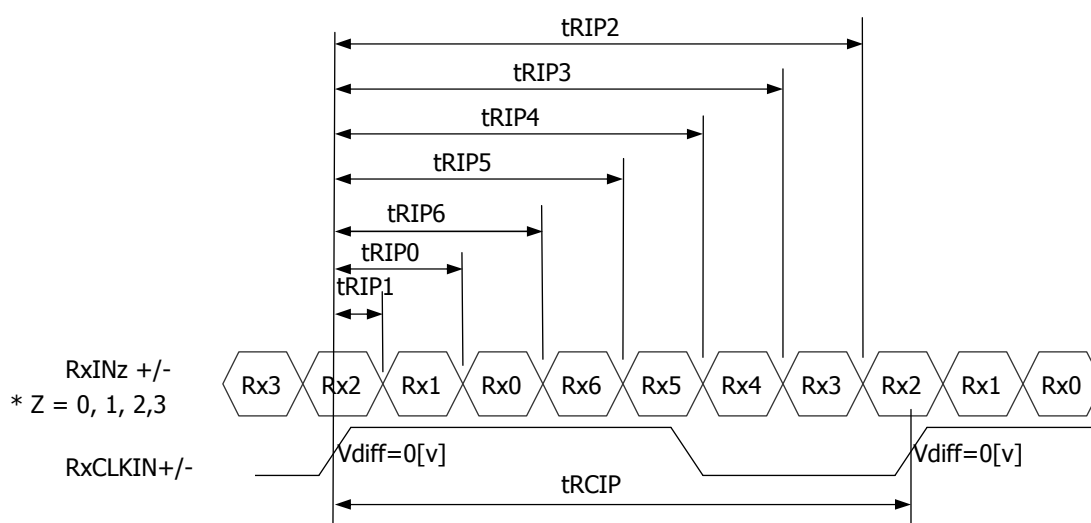 tRIP2
tRIP3
tRIP4
tRIP5
tRIP6
tRIP0
tRIP1
RxINz +/-
* Z = 0, 1, 2,3
Rx3 Rx2 Rx1 Rx0 Rx6 Rx5 Rx4 Rx3 Rx2 Rx1 Rx0
RxCLKIN+/-
Vdiff=0[v] Vdiff=0[v]
tRCIP